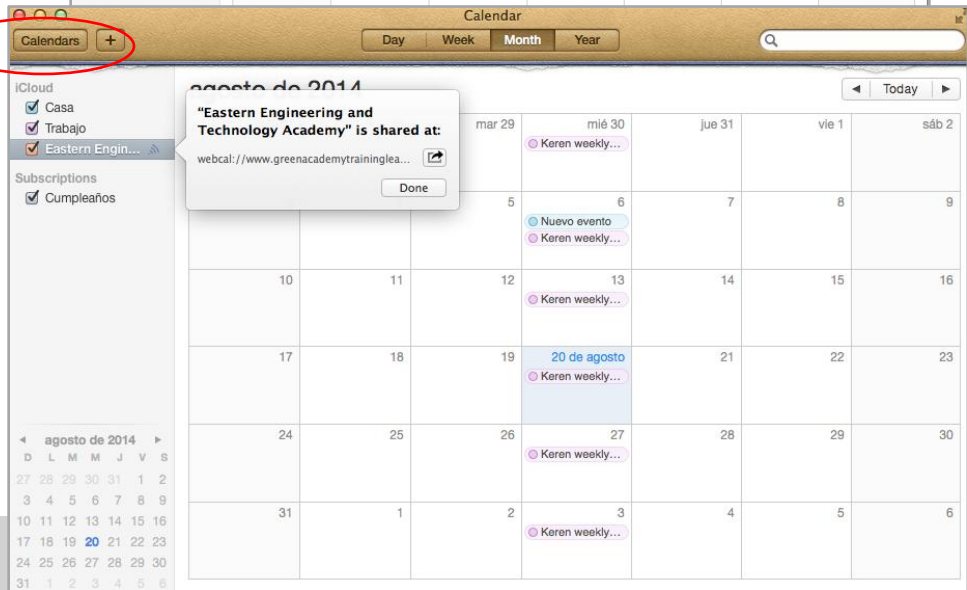 Calendar
Calendars + Day Week Month Year
iCloud
Casa
Trabajo
Eastern Engin...
Subscriptions
Cumpleaños
agosto de 2014
Today
"Eastern Engineering and
Technology Academy" is shared at:
webcal://www.greenacademytraininglea...
Done
mar 29 mié 30 jue 31 vie 1 sáb 2
Keren weekly...
5 6 7 8 9
Nuevo evento
Keren weekly...
10 11 12 13 14 15 16
Keren weekly...
17 18 19 20 de agosto 21 22 23
Keren weekly...
24 25 26 27 28 29 30
Keren weekly...
31 1 2 3 4 5 6
Keren weekly...
agosto de 2014
D L M M J V S
27 28 29 30 31 1 2
3 4 5 6 7 8 9
10 11 12 13 14 15 16
17 18 19 20 21 22 23
24 25 26 27 28 29 30
31 1 2 3 4 5 6